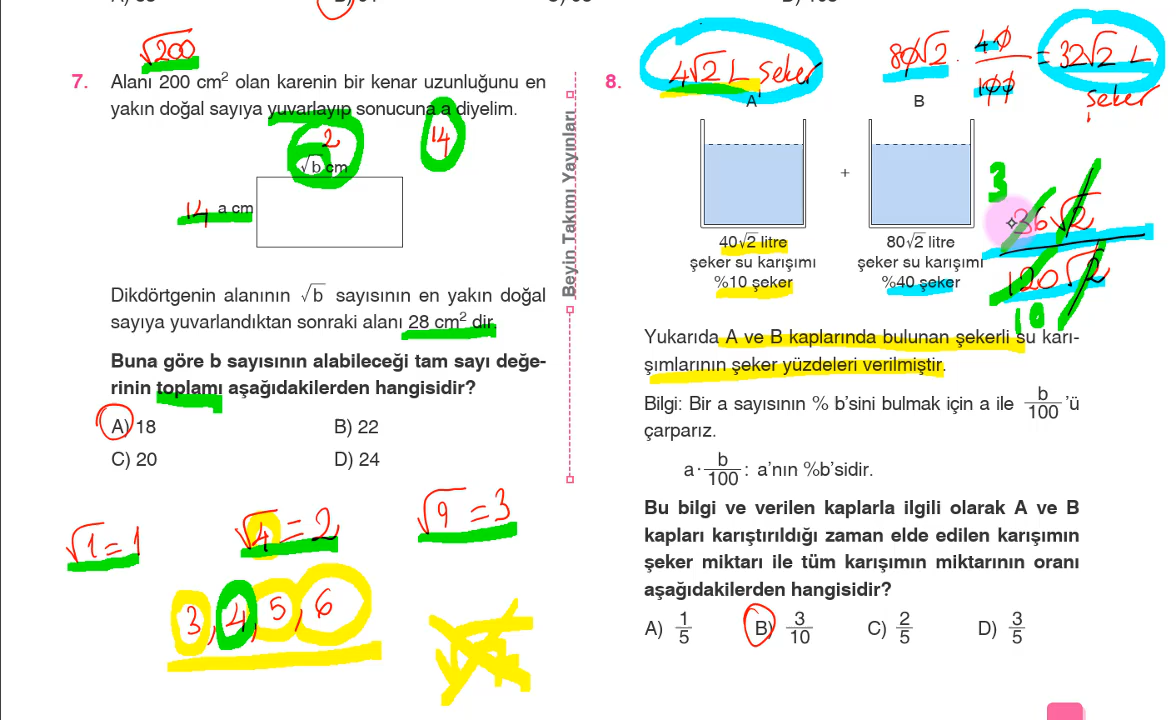 √200
7. Alanı 200 cm² olan karenin bir kenar uzunluğunu en
yakın doğal sayıya yuvarlayıp sonucuna a diyelim.
2
14
√b cm
14 a cm
Dikdörtgenin alanının √b sayısının en yakın doğal
sayıya yuvarlandıktan sonraki alanı 28 cm² dir.
Buna göre b sayısının alabileceği tam sayı değe-
rinin toplamı aşağıdakilerden hangisidir?
A) 18
B) 22
C) 20
D) 24
√1=1
√4=2
√9=3
3, 4, 5, 6
Beyin Takımı Yayınları
8.
4√2 L şeker
80√2 · 40/100 = 32√2 L
şeker
A
B
+
40√2 litre
şeker su karışımı
%10 şeker
80√2 litre
şeker su karışımı
%40 şeker
3
36√2
120√2
10
Yukarıda A ve B kaplarında bulunan şekerli su karı-
şımlarının şeker yüzdeleri verilmiştir.
Bilgi: Bir a sayısının % b'sini bulmak için a ile b/100 'ü
çarparız.
a · b/100 : a'nın %b'sidir.
Bu bilgi ve verilen kaplarla ilgili olarak A ve B
kapları karıştırıldığı zaman elde edilen karışımın
şeker miktarı ile tüm karışımın miktarının oranı
aşağıdakilerden hangisidir?
A) 1/5
B) 3/10
C) 2/5
D) 3/5